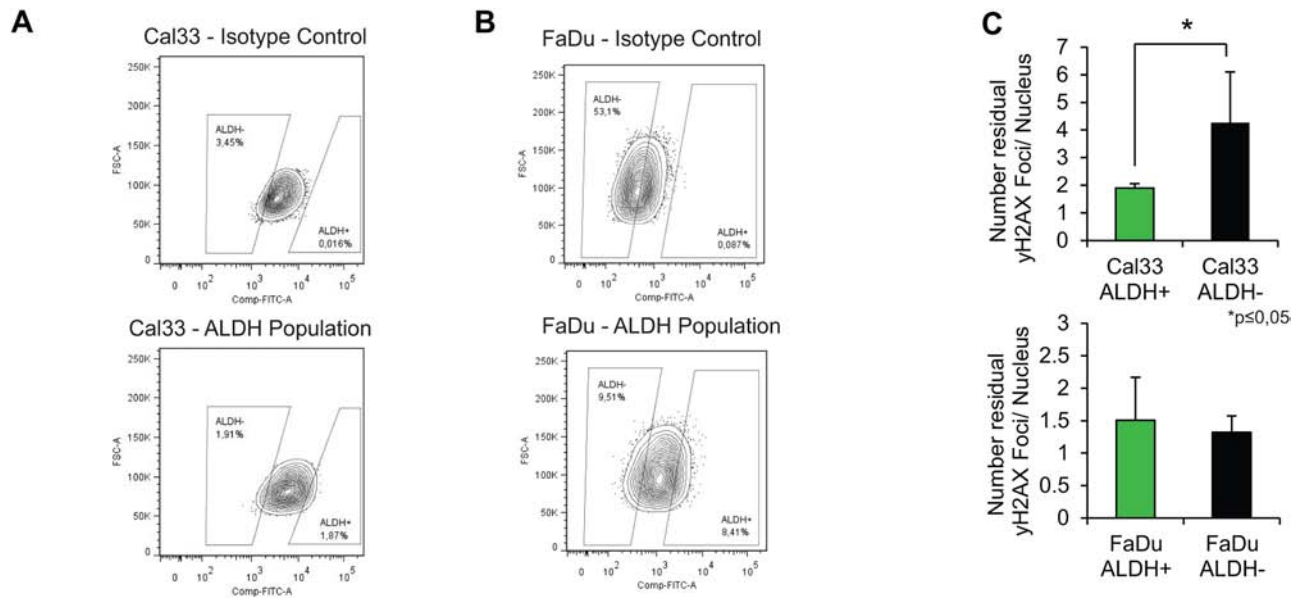 A
Cal33 - Isotype Control
250K
200K
150K
100K
50K
0
FSC-A
ALDH-
3,45%
ALDH+
0,016%
0 10² 10³ 10⁴ 10⁵
Comp-FITC-A
Cal33 - ALDH Population
250K
200K
150K
100K
50K
0
FSC-A
ALDH-
1,91%
ALDH+
1,87%
0 10² 10³ 10⁴ 10⁵
Comp-FITC-A
B
FaDu - Isotype Control
250K
200K
150K
100K
50K
0
FSC-A
ALDH-
53,1%
ALDH+
0,087%
0 10² 10³ 10⁴ 10⁵
Comp-FITC-A
FaDu - ALDH Population
250K
200K
150K
100K
50K
0
FSC-A
ALDH-
9,51%
ALDH+
8,41%
0 10² 10³ 10⁴ 10⁵
Comp-FITC-A
C
Number residual
yH2AX Foci/ Nucleus
7
6
5
4
3
2
1
0
*
Cal33 Cal33
ALDH+ ALDH-
*p≤0,05
Number residual
yH2AX Foci/ Nucleus
3
2.5
2
1.5
1
0.5
0
FaDu FaDu
ALDH+ ALDH-